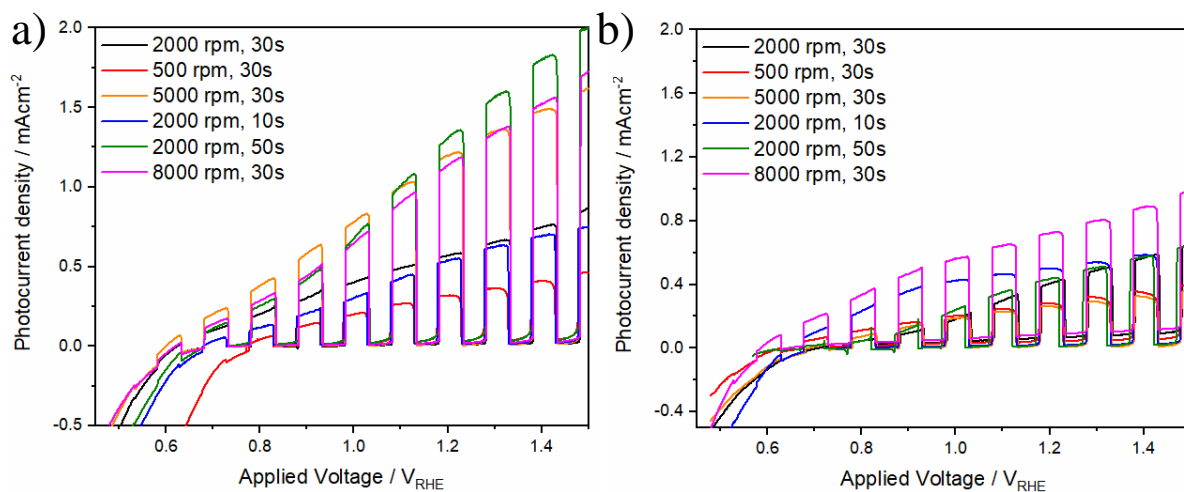 a)
2000 rpm, 30s
500 rpm, 30s
5000 rpm, 30s
2000 rpm, 10s
2000 rpm, 50s
8000 rpm, 30s
2.0
1.5
1.0
0.5
0.0
-0.5
Photocurrent density / mAcm-2
0.6
0.8
1.0
1.2
1.4
Applied Voltage / VRHE
b)
2000 rpm, 30s
500 rpm, 30s
5000 rpm, 30s
2000 rpm, 10s
2000 rpm, 50s
8000 rpm, 30s
2.0
1.6
1.2
0.8
0.4
0.0
-0.4
Photocurrent density / mAcm-2
0.6
0.8
1.0
1.2
1.4
Applied Voltage / VRHE